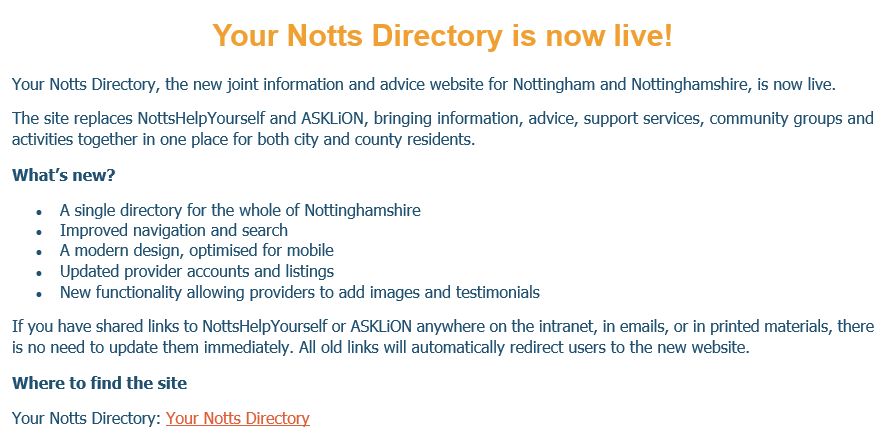 Your Notts Directory is now live!
Your Notts Directory, the new joint information and advice website for Nottingham and Nottinghamshire, is now live.
The site replaces NottsHelpYourself and ASKLiON, bringing information, advice, support services, community groups and
activities together in one place for both city and county residents.
What’s new?
• A single directory for the whole of Nottinghamshire
• Improved navigation and search
• A modern design, optimised for mobile
• Updated provider accounts and listings
• New functionality allowing providers to add images and testimonials
If you have shared links to NottsHelpYourself or ASKLiON anywhere on the intranet, in emails, or in printed materials, there
is no need to update them immediately. All old links will automatically redirect users to the new website.
Where to find the site
Your Notts Directory: Your Notts Directory